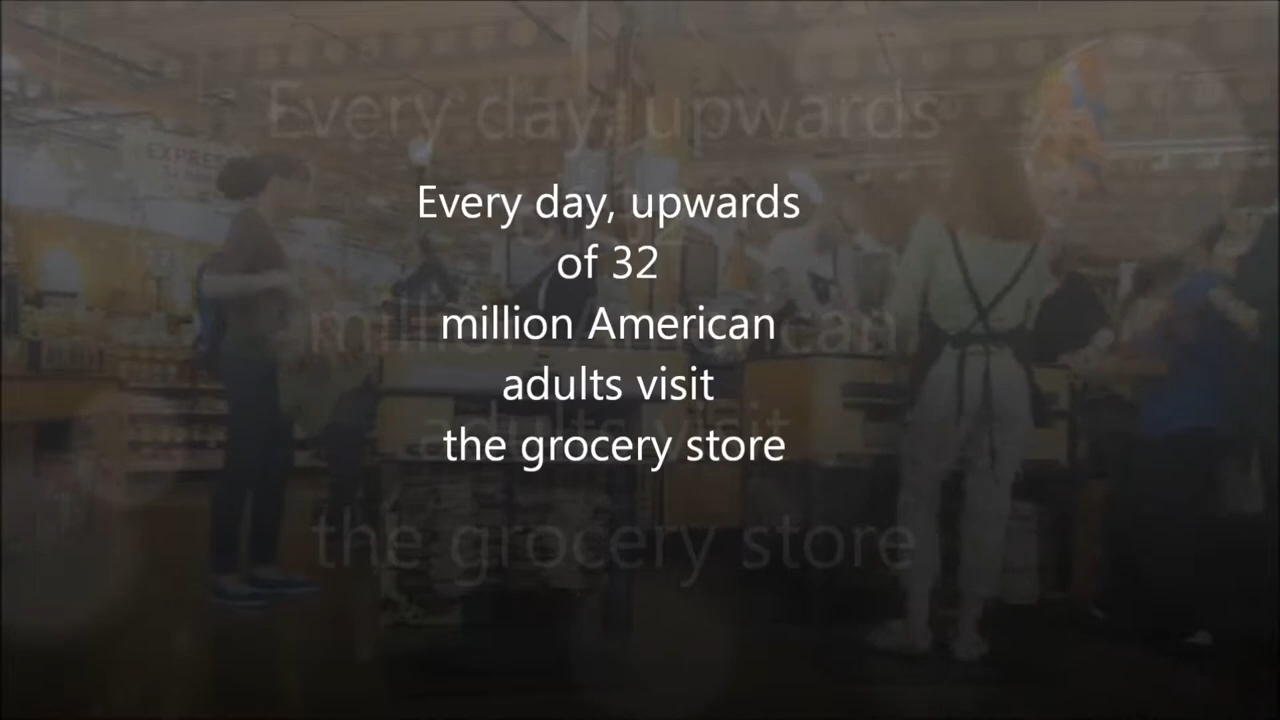 Every day, upwards
of 32
million American
adults visit
the grocery store